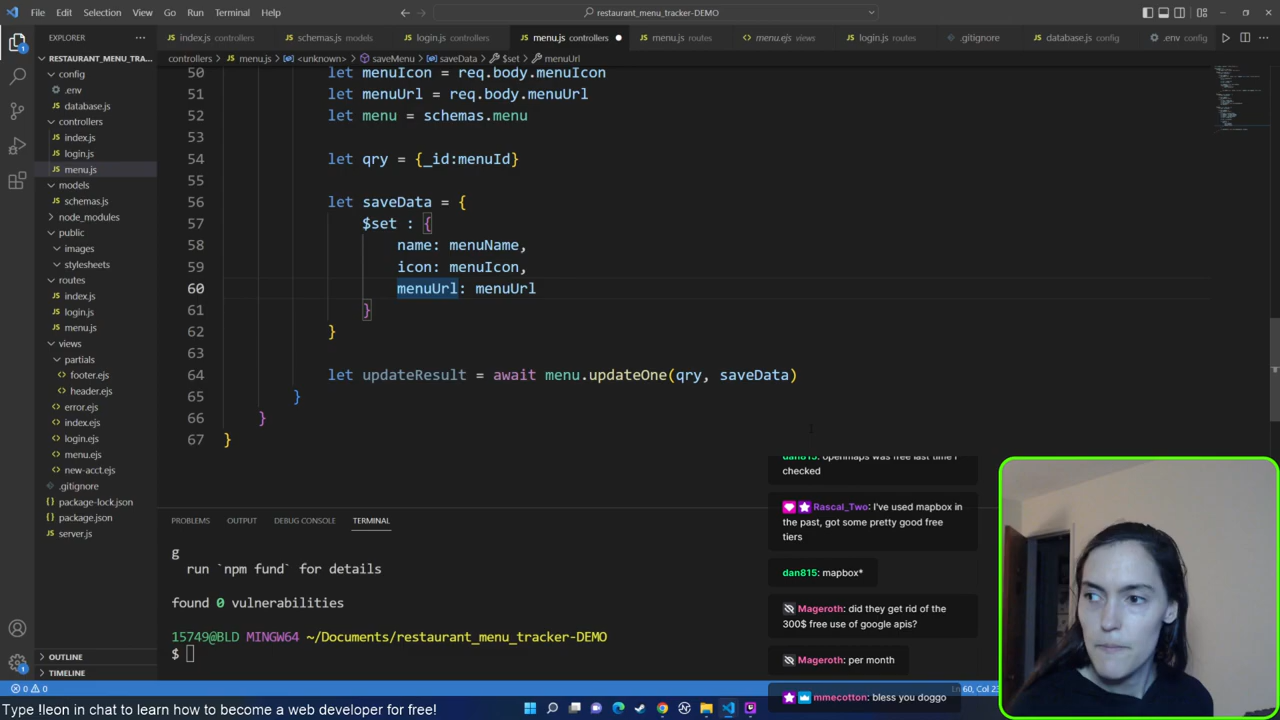 File Edit Selection View Go Run Terminal Help
restaurant_menu_tracker-DEMO
EXPLORER
index.js controllers
schemas.js models
login.js controllers
menu.js controllers
menu.js routes
menu.ejs views
login.js routes
.gitignore
database.js config
.env config
controllers > JS menu.js > <unknown> > saveMenu > saveData > $set > menuUrl
RESTAURANT_MENU_TRA...
config
.env
database.js
controllers
index.js
login.js
menu.js
models
schemas.js
node_modules
public
images
stylesheets
routes
index.js
login.js
menu.js
views
partials
footer.ejs
header.ejs
error.ejs
index.ejs
login.ejs
menu.ejs
new-acct.ejs
.gitignore
package-lock.json
package.json
server.js
OUTLINE
TIMELINE
50 let menuIcon = req.body.menuIcon
51 let menuUrl = req.body.menuUrl
52 let menu = schemas.menu
53
54 let qry = {_id:menuId}
55
56 let saveData = {
57 $set : {
58 name: menuName,
59 icon: menuIcon,
60 menuUrl: menuUrl
61 }
62 }
63
64 let updateResult = await menu.updateOne(qry, saveData)
65 }
66 }
67 }
PROBLEMS OUTPUT DEBUG CONSOLE TERMINAL
g
run `npm fund` for details
found 0 vulnerabilities
15749@BLD MINGW64 ~/Documents/restaurant_menu_tracker-DEMO
$
dan815: openmaps was free last time I
checked
Rascal_Two: I've used mapbox in
the past, got some pretty good free
tiers
dan815: mapbox*
Mageroth: did they get rid of the
300$ free use of google apis?
Mageroth: per month
mmecotton: bless you doggo
0 0
Ln 60, Col 23
Type !leon in chat to learn how to become a web developer for free!